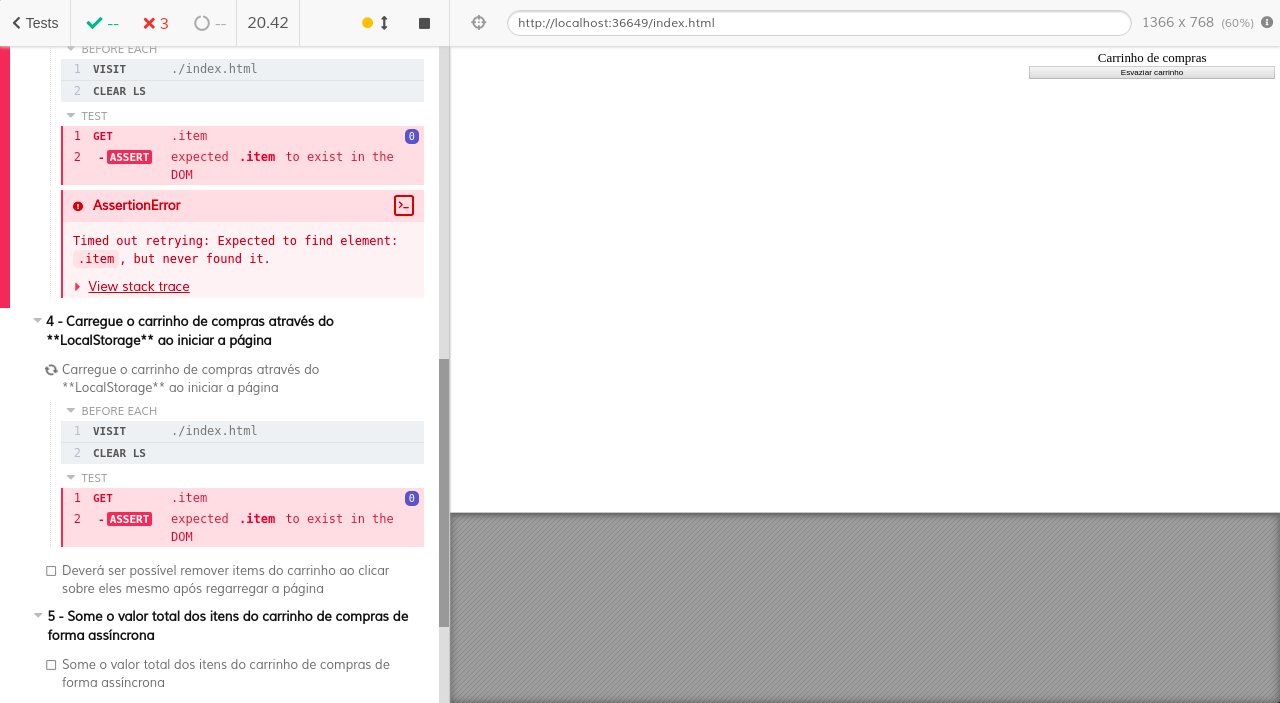 Tests
--
3
--
20.42
http://localhost:36649/index.html
1366 x 768 (60%)
BEFORE EACH
1 VISIT ./index.html
2 CLEAR LS
TEST
1 GET .item 0
2 -ASSERT expected .item to exist in the
DOM
AssertionError
Timed out retrying: Expected to find element:
.item, but never found it.
View stack trace
4 - Carregue o carrinho de compras através do
**LocalStorage** ao iniciar a página
Carregue o carrinho de compras através do
**LocalStorage** ao iniciar a página
BEFORE EACH
1 VISIT ./index.html
2 CLEAR LS
TEST
1 GET .item 0
2 -ASSERT expected .item to exist in the
DOM
Deverá ser possível remover items do carrinho ao clicar
sobre eles mesmo após regarregar a página
5 - Some o valor total dos itens do carrinho de compras de
forma assíncrona
Some o valor total dos itens do carrinho de compras de
forma assíncrona
Carrinho de compras
Esvaziar carrinho